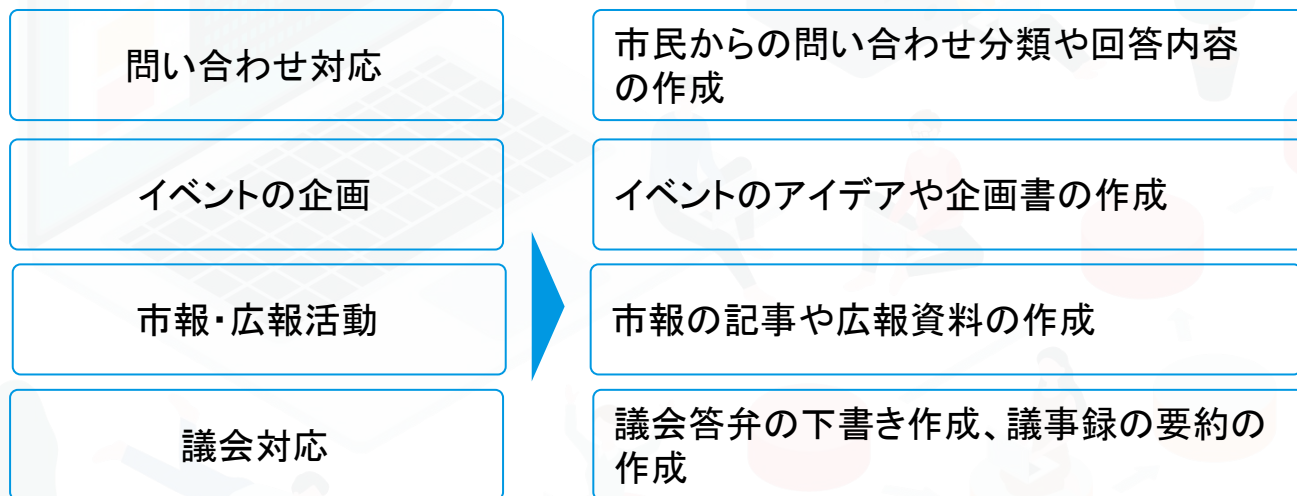 問い合わせ対応
市民からの問い合わせ分類や回答内容
の作成
イベントの企画
イベントのアイデアや企画書の作成
市報・広報活動
市報の記事や広報資料の作成
議会対応
議会答弁の下書き作成、議事録の要約の
作成